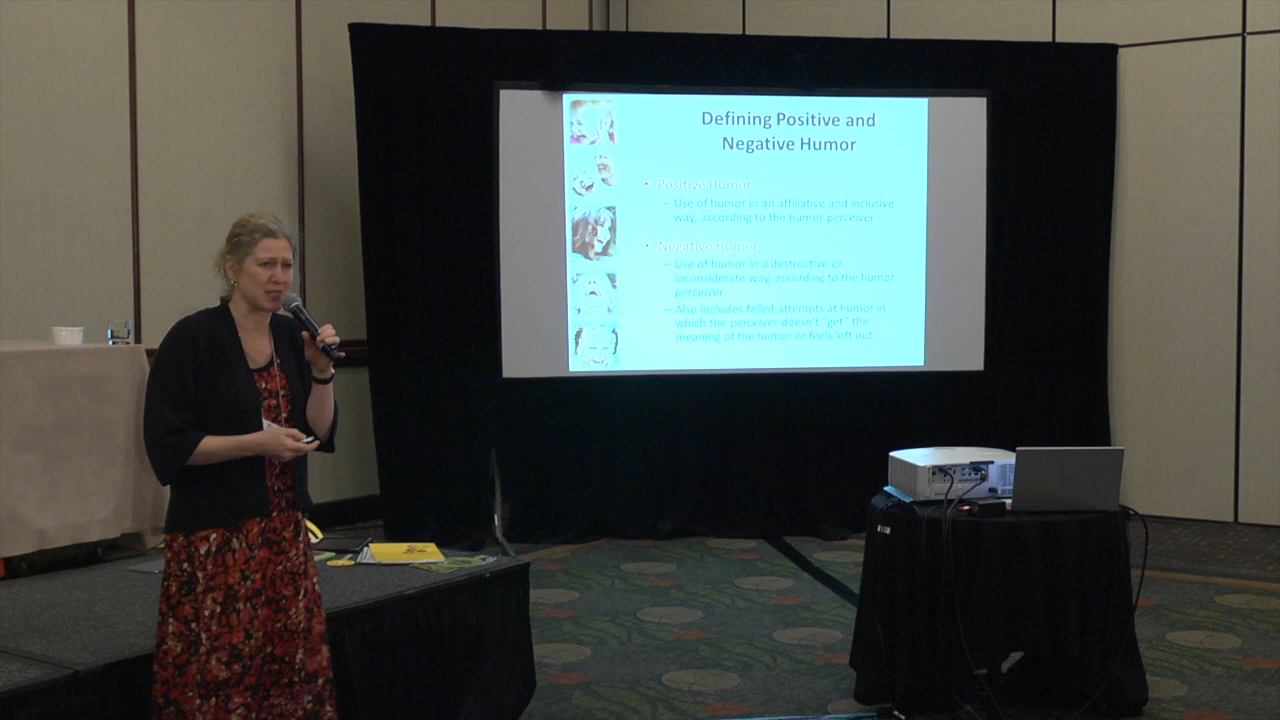 Defining Positive and
Negative Humor
• Positive Humor
– Use of humor in an affiliative and inclusive
way, according to the humor perceiver
• Negative Humor
– Use of humor in a destructive or
inconsiderate way, according to the humor
perceiver
– Also includes failed attempts at humor in
which the perceiver doesn't "get" the
meaning of the humor or feels left out